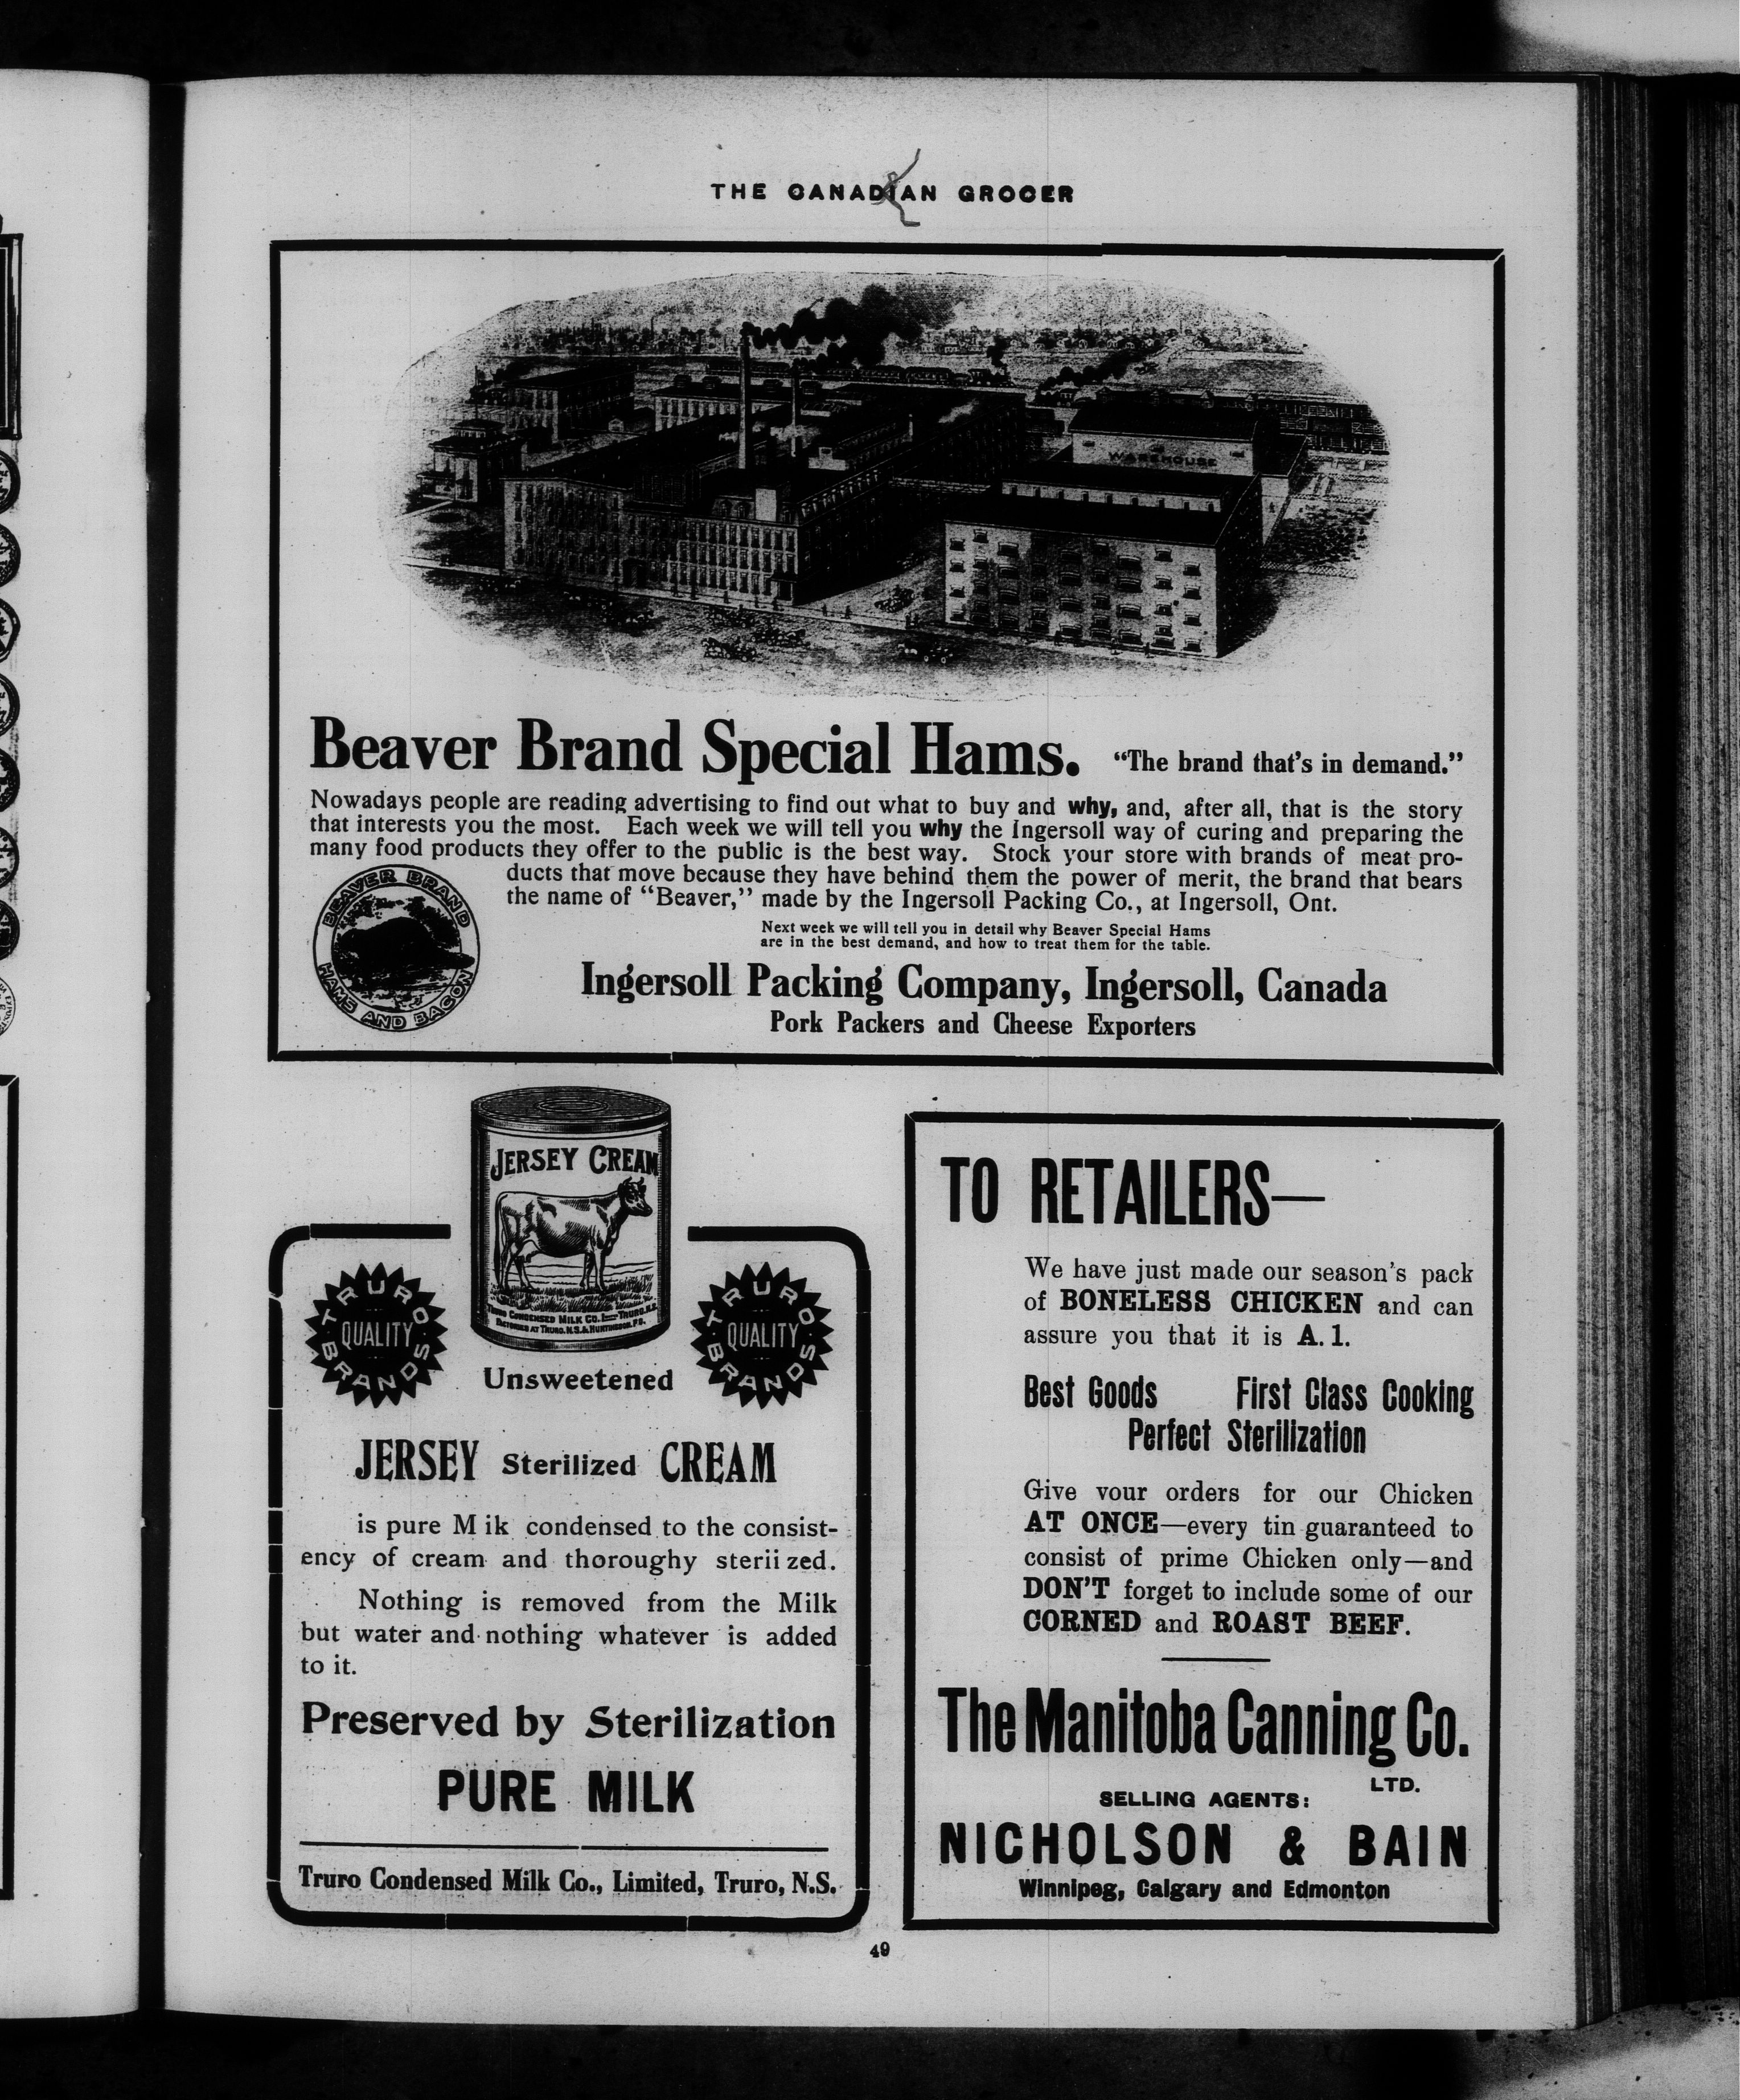 THE CANADIAN GROCER
WAREHOUSE
Beaver Brand Special Hams. “The brand that's in demand.”
Nowadays people are reading advertising to find out what to buy and why, and, after all, that is the story
that interests you the most. Each week we will tell you why the Ingersoll way of curing and preparing the
many food products they offer to the public is the best way. Stock your store with brands of meat pro-
ducts that move because they have behind them the power of merit, the brand that bears
the name of “Beaver,” made by the Ingersoll Packing Co., at Ingersoll, Ont.
BEAVER BRAND
HAMS AND BACON
Next week we will tell you in detail why Beaver Special Hams
are in the best demand, and how to treat them for the table.
Ingersoll Packing Company, Ingersoll, Canada
Pork Packers and Cheese Exporters
JERSEY CREAM
TRURO CONDENSED MILK CO. TRURO. N.S.
FACTORIES AT TRURO. N.S. & HUNTINGDON. P.Q.
TRURO
QUALITY
BRANDS
TRURO
QUALITY
BRANDS
Unsweetened
JERSEY Sterilized CREAM
is pure M ik condensed to the consist-
ency of cream and thoroughy sterii zed.
Nothing is removed from the Milk
but water and nothing whatever is added
to it.
Preserved by Sterilization
PURE MILK
Truro Condensed Milk Co., Limited, Truro, N.S.
TO RETAILERS—
We have just made our season's pack
of BONELESS CHICKEN and can
assure you that it is A. 1.
Best Goods First Class Cooking
Perfect Sterilization
Give vour orders for our Chicken
AT ONCE—every tin guaranteed to
consist of prime Chicken only—and
DON'T forget to include some of our
CORNED and ROAST BEEF.
The Manitoba Canning Co.
LTD.
SELLING AGENTS:
NICHOLSON & BAIN
Winnipeg, Calgary and Edmonton
49